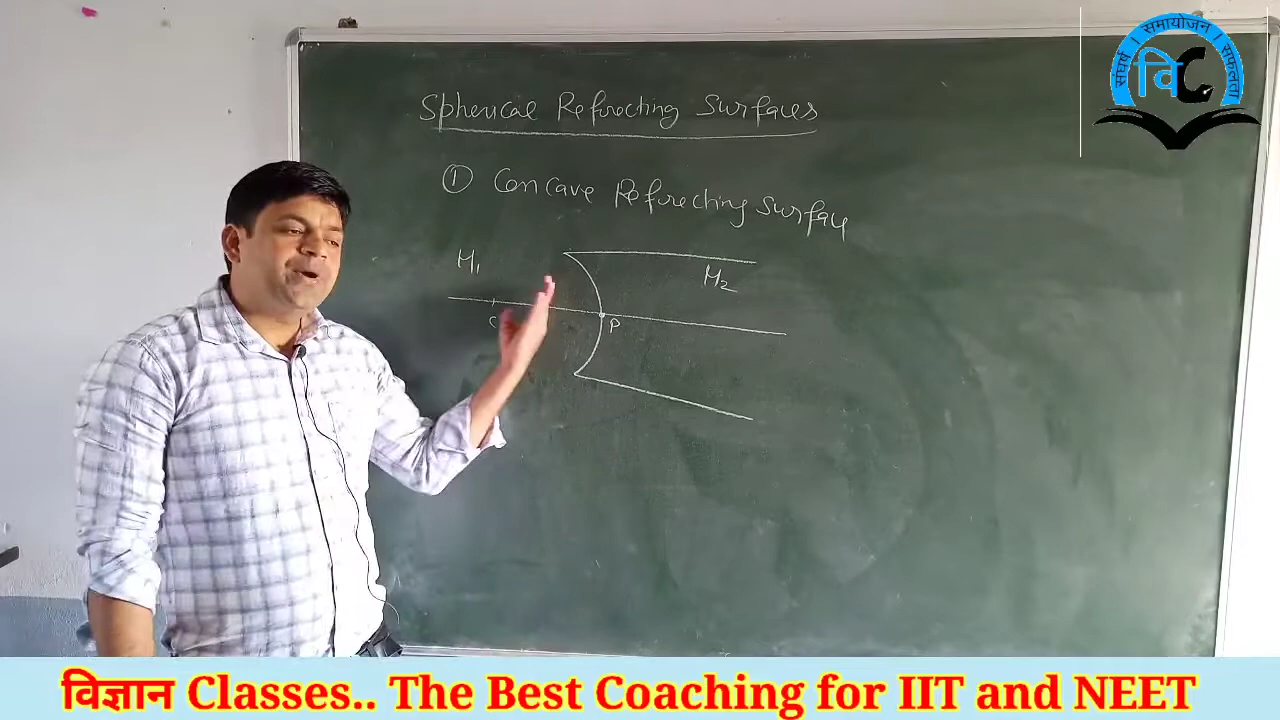 संघर्ष । समायोजन । सफलता
वि
Spherical Refracting Surfaces
① Concave Refracting Surface
M₁
M₂
C
P
विज्ञान Classes.. The Best Coaching for IIT and NEET